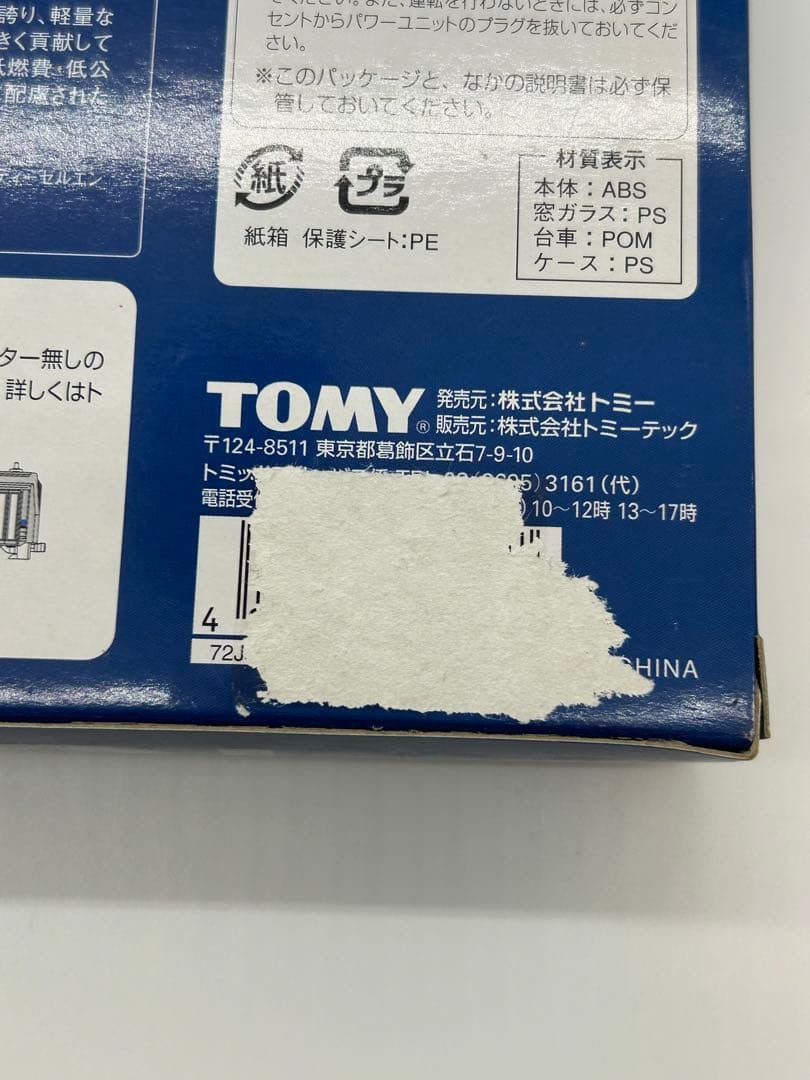 誇り、軽量な
きく貢献して
燃費・低公
配慮された
ディーゼルエン
ください。また、運転を行わないときには、必ずコン
セントからパワーユニットのプラグを抜いておいてくだ
さい。
※このパッケージと、なかの説明書は必ず保
管しておいてください。
紙
プラ
紙箱 保護シート:PE
材質表示
本体:ABS
窓ガラス:PS
台車:POM
ケース:PS
ター無しの
詳しくはト
TOMY®
発売元:株式会社トミー
販売元:株式会社トミーテック
〒124-8511 東京都葛飾区立石7-9-10
トミッ
3161(代)
電話受
10〜12時 13〜17時
4
72J
CHINA